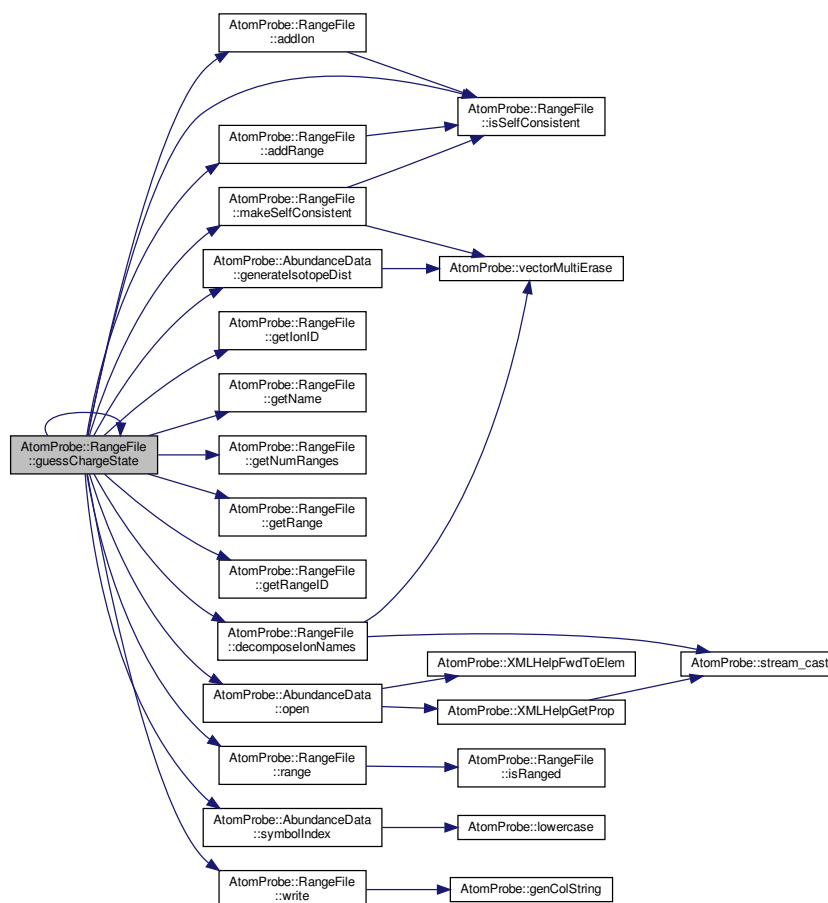 AtomProbe::RangeFile
::addIon
AtomProbe::RangeFile
::isSelfConsistent
AtomProbe::RangeFile
::addRange
AtomProbe::RangeFile
::makeSelfConsistent
AtomProbe::AbundanceData
::generateIsotopeDist
AtomProbe::vectorMultiErase
AtomProbe::RangeFile
::getIonID
AtomProbe::RangeFile
::getName
AtomProbe::RangeFile
::guessChargeState
AtomProbe::RangeFile
::getNumRanges
AtomProbe::RangeFile
::getRange
AtomProbe::RangeFile
::getRangeID
AtomProbe::RangeFile
::decomposeIonNames
AtomProbe::XMLHelpFwdToElem
AtomProbe::stream_cast
AtomProbe::AbundanceData
::open
AtomProbe::XMLHelpGetProp
AtomProbe::RangeFile
::range
AtomProbe::RangeFile
::isRanged
AtomProbe::AbundanceData
::symbolIndex
AtomProbe::lowercase
AtomProbe::RangeFile
::write
AtomProbe::genColString